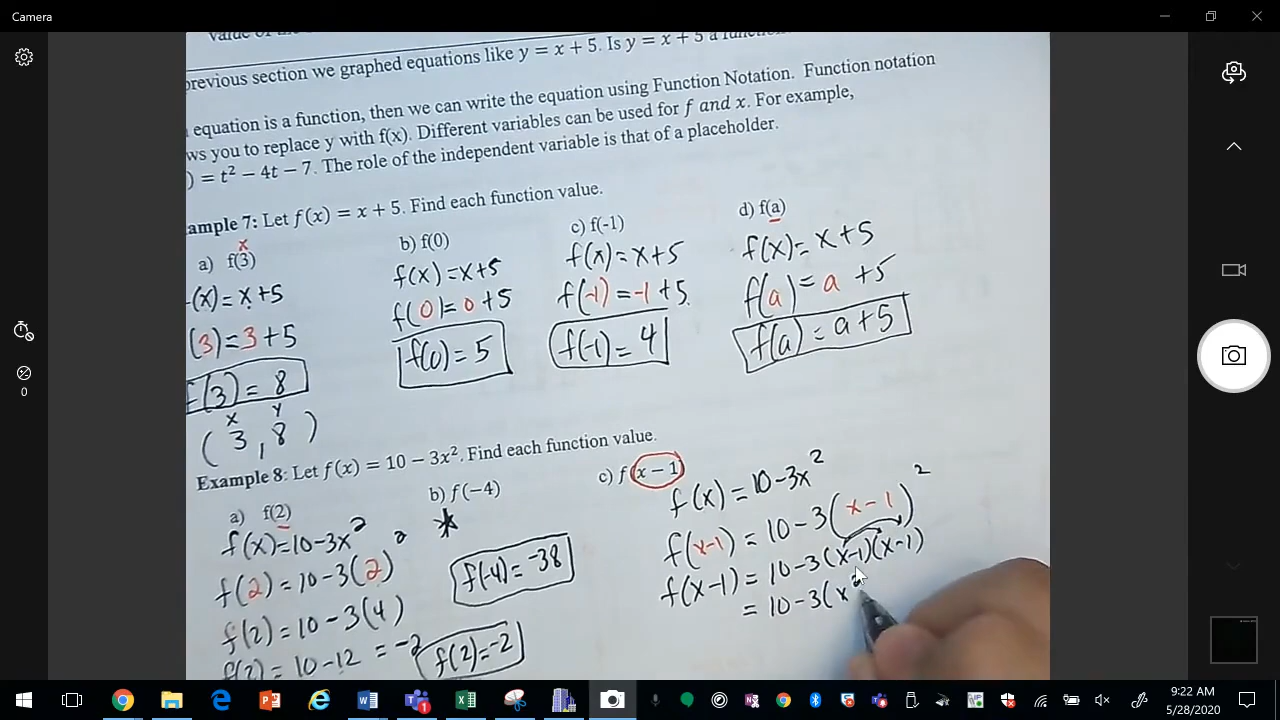 Camera
value of the
previous section we graphed equations like y = x + 5. Is y = x + 5 a function
equation is a function, then we can write the equation using Function Notation. Function notation
ws you to replace y with f(x). Different variables can be used for f and x. For example,
) = t² − 4t − 7. The role of the independent variable is that of a placeholder.
ample 7: Let f(x) = x + 5. Find each function value.
x
a) f(3)
(x) = x + 5
(3) = 3 + 5
f(3) = 8
x y
(3, 8)
b) f(0)
f(x) = x + 5
f(0) = 0 + 5
f(0) = 5
c) f(-1)
f(x) = x + 5
f(-1) = -1 + 5
f(-1) = 4
d) f(a)
f(x) = x + 5
f(a) = a + 5
f(a) = a + 5
Example 8: Let f(x) = 10 − 3x². Find each function value.
a) f(2)
f(x) = 10 - 3x²
f(2) = 10 - 3(2)²
f(2) = 10 - 3(4)
f(2) = 10 - 12 = -2
f(2) = -2
b) f(−4)
*
f(-4) = -38
c) f(x − 1)
f(x) = 10 - 3x²
f(x-1) = 10 - 3(x - 1)²
f(x-1) = 10 - 3(x-1)(x-1)
= 10 - 3(x²
0
1
9:22 AM
5/28/2020